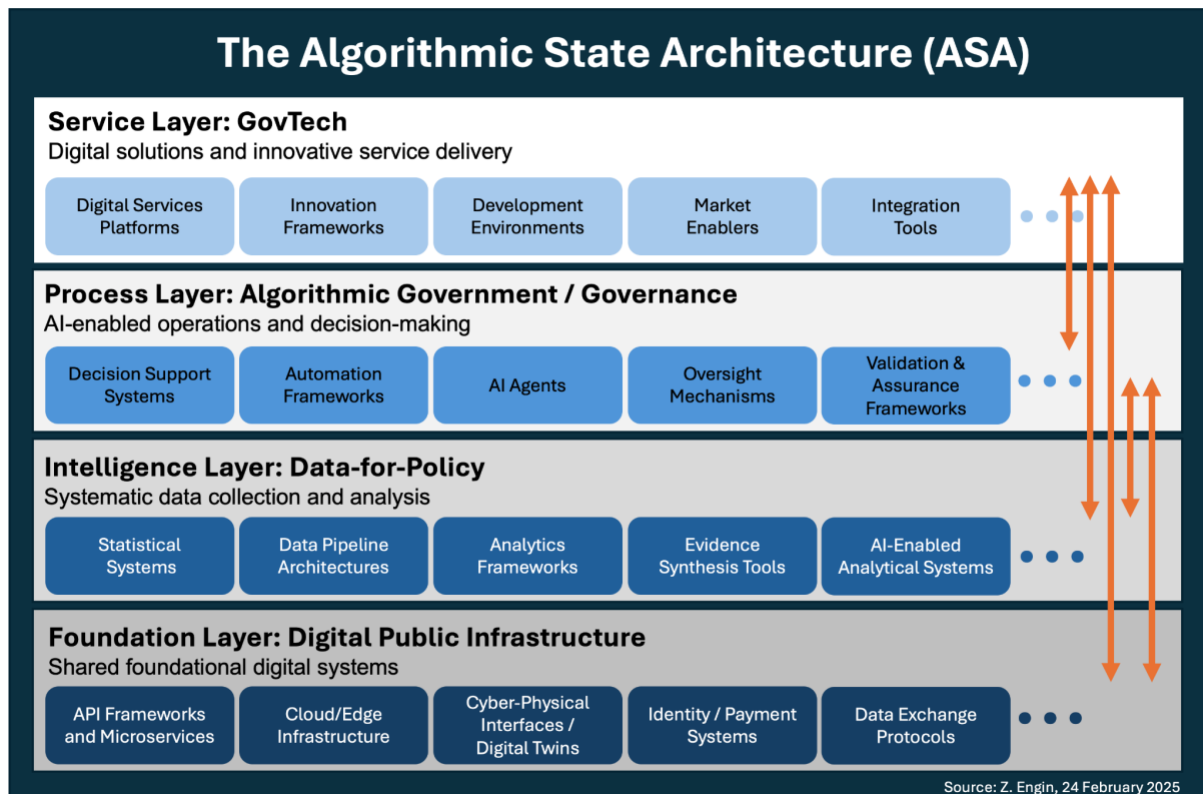 The Algorithmic State Architecture (ASA)
Service Layer: GovTech
Digital solutions and innovative service delivery
Digital Services
Platforms
Innovation
Frameworks
Development
Environments
Market
Enablers
Integration
Tools
Process Layer: Algorithmic Government / Governance
AI-enabled operations and decision-making
Decision Support
Systems
Automation
Frameworks
AI Agents
Oversight
Mechanisms
Validation &
Assurance
Frameworks
Intelligence Layer: Data-for-Policy
Systematic data collection and analysis
Statistical
Systems
Data Pipeline
Architectures
Analytics
Frameworks
Evidence
Synthesis Tools
AI-Enabled
Analytical Systems
Foundation Layer: Digital Public Infrastructure
Shared foundational digital systems
API Frameworks
and Microservices
Cloud/Edge
Infrastructure
Cyber-Physical
Interfaces /
Digital Twins
Identity / Payment
Systems
Data Exchange
Protocols
Source: Z. Engin, 24 February 2025